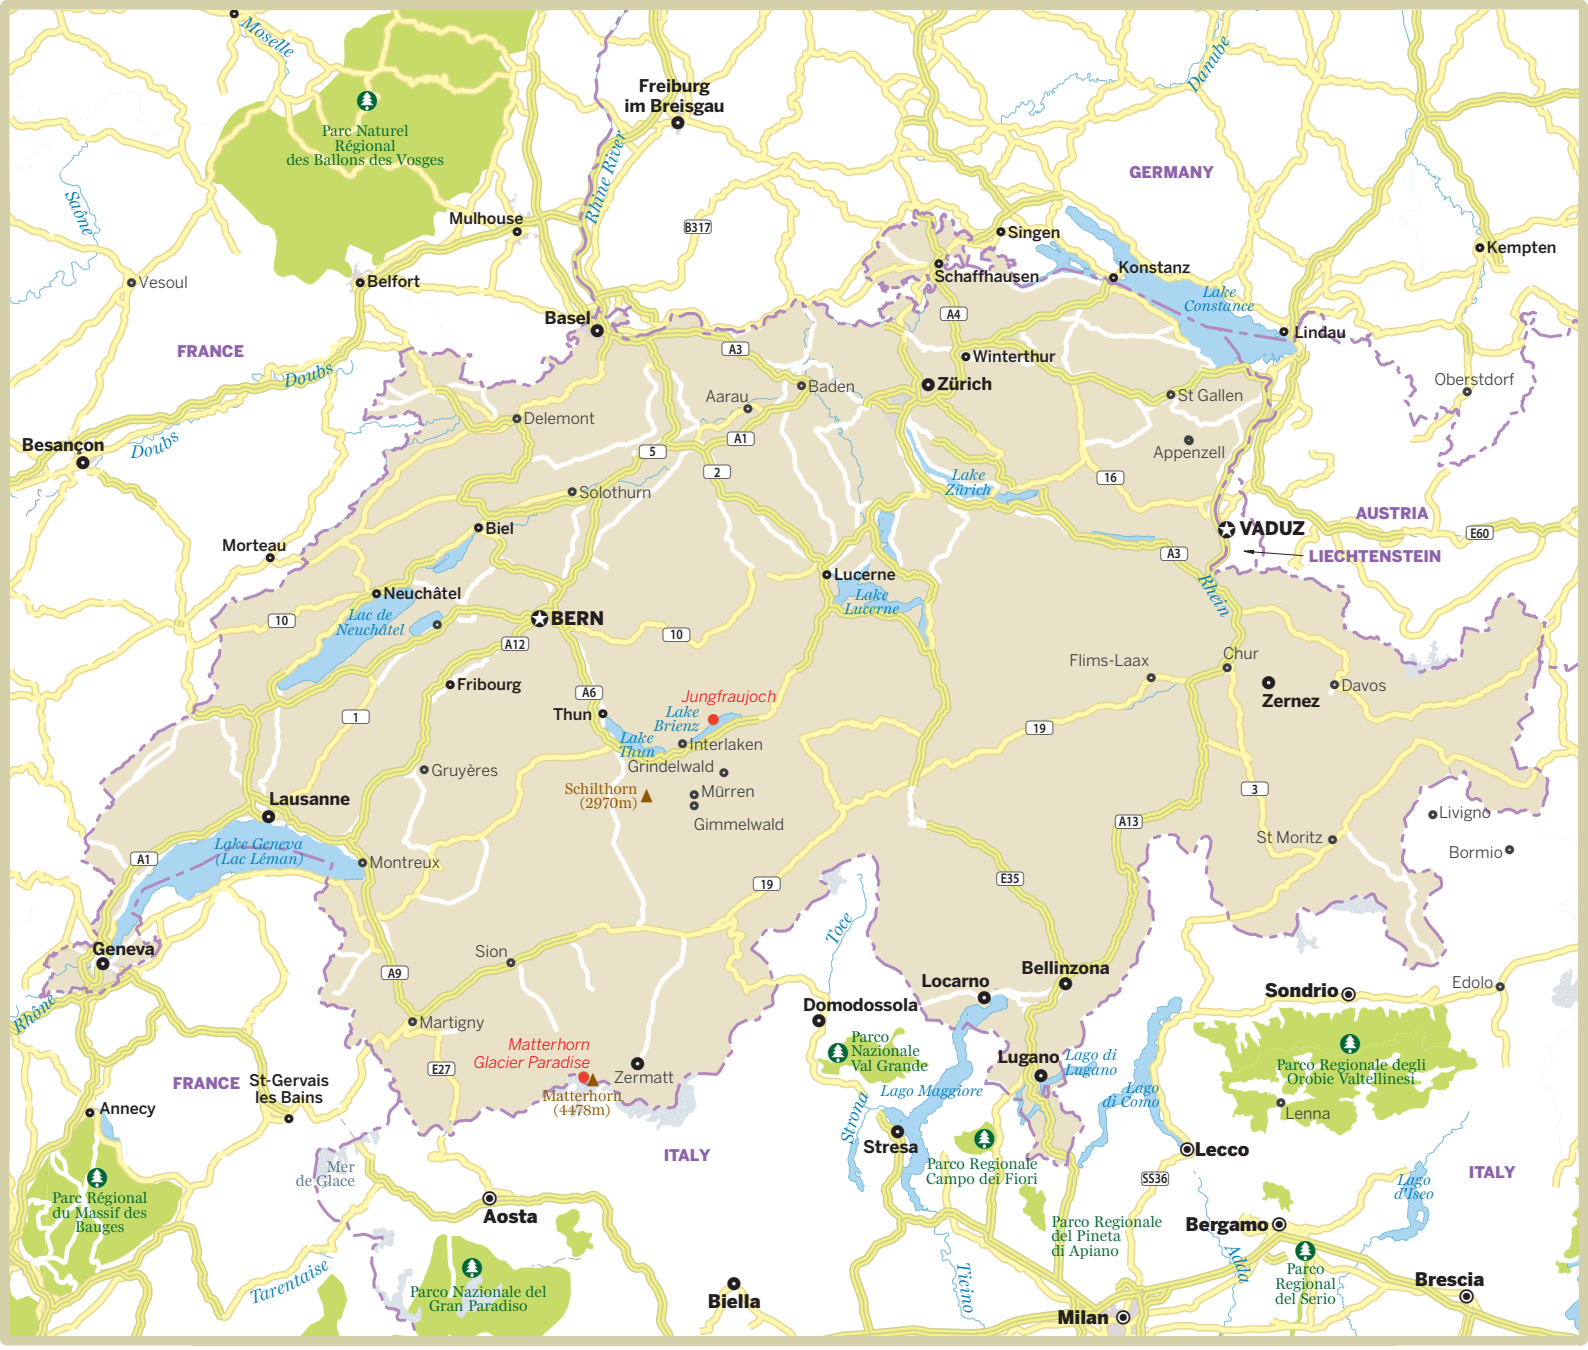 Moselle
Danube
Freiburg
im Breisgau
Parc Naturel
Régional
des Ballons des Vosges
GERMANY
Rhine River
Saône
Mulhouse
B317
Singen
Kempten
Schaffhausen
Konstanz
Vesoul
Belfort
Lake
Constance
Basel
A4
Lindau
FRANCE
A3
Winterthur
Doubs
Zürich
Baden
Oberstdorf
Aarau
St Gallen
Delemont
Besançon
Doubs
A1
5
Appenzell
2
Lake
Zürich
16
Solothurn
AUSTRIA
Biel
VADUZ
E60
Morteau
A3
LIECHTENSTEIN
Lucerne
Neuchâtel
Lake
Lucerne
Rhein
10
Lac de
Neuchâtel
BERN
10
A12
Chur
Flims-Laax
Fribourg
Davos
Zernez
A6
Jungfraujoch
Thun
Lake
Brienz
1
19
Lake
Thun
Interlaken
Gruyères
Grindelwald
Schilthorn
(2970m)
Mürren
3
Lausanne
Gimmelwald
A13
Livigno
St Moritz
Lake Geneva
(Lac Léman)
A1
Montreux
Bormio
19
E35
Toce
Geneva
Sion
Bellinzona
A9
Locarno
Edolo
Sondrio
Rhône
Domodossola
Martigny
Matterhorn
Glacier Paradise
Parco
Nazionale
Val Grande
Lugano
Lago di
Lugano
Parco Regionale degli
Orobie Valtellinesi
E27
Zermatt
FRANCE
St-Gervais
les Bains
Lago Maggiore
Lago
di Como
Matterhorn
(4478m)
Annecy
Lenna
Strona
Stresa
ITALY
Lecco
Mer
de Glace
Parco Regionale
Campo dei Fiori
ITALY
SS36
Lago
d'Iseo
Parc Régional
du Massif des
Bauges
Aosta
Parco Regionale
del Pineta
di Apiano
Bergamo
Adda
Tarentaise
Ticino
Parco
Regional
del Serio
Parco Nazionale del
Gran Paradiso
Biella
Brescia
Milan